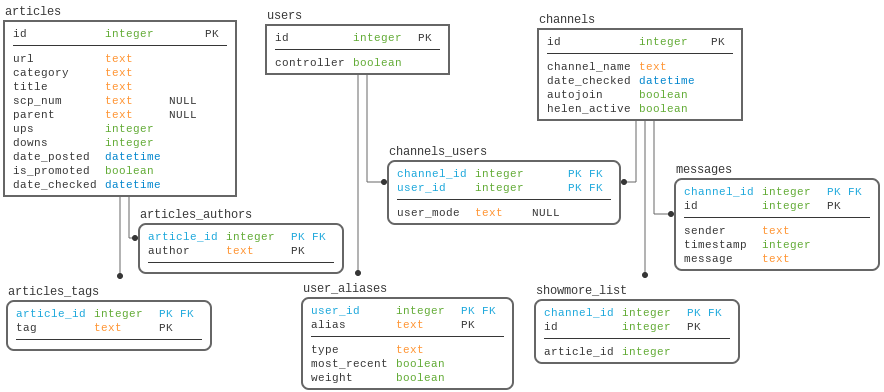 articles
id integer PK
url text
category text
title text
scp_num text NULL
parent text NULL
ups integer
downs integer
date_posted datetime
is_promoted boolean
date_checked datetime
users
id integer PK
controller boolean
channels
id integer PK
channel_name text
date_checked datetime
autojoin boolean
helen_active boolean
channels_users
channel_id integer PK FK
user_id integer PK FK
user_mode text NULL
messages
channel_id integer PK FK
id integer PK
sender text
timestamp integer
message text
articles_authors
article_id integer PK FK
author text PK
articles_tags
article_id integer PK FK
tag text PK
user_aliases
user_id integer PK FK
alias text PK
type text
most_recent boolean
weight boolean
showmore_list
channel_id integer PK FK
id integer PK
article_id integer